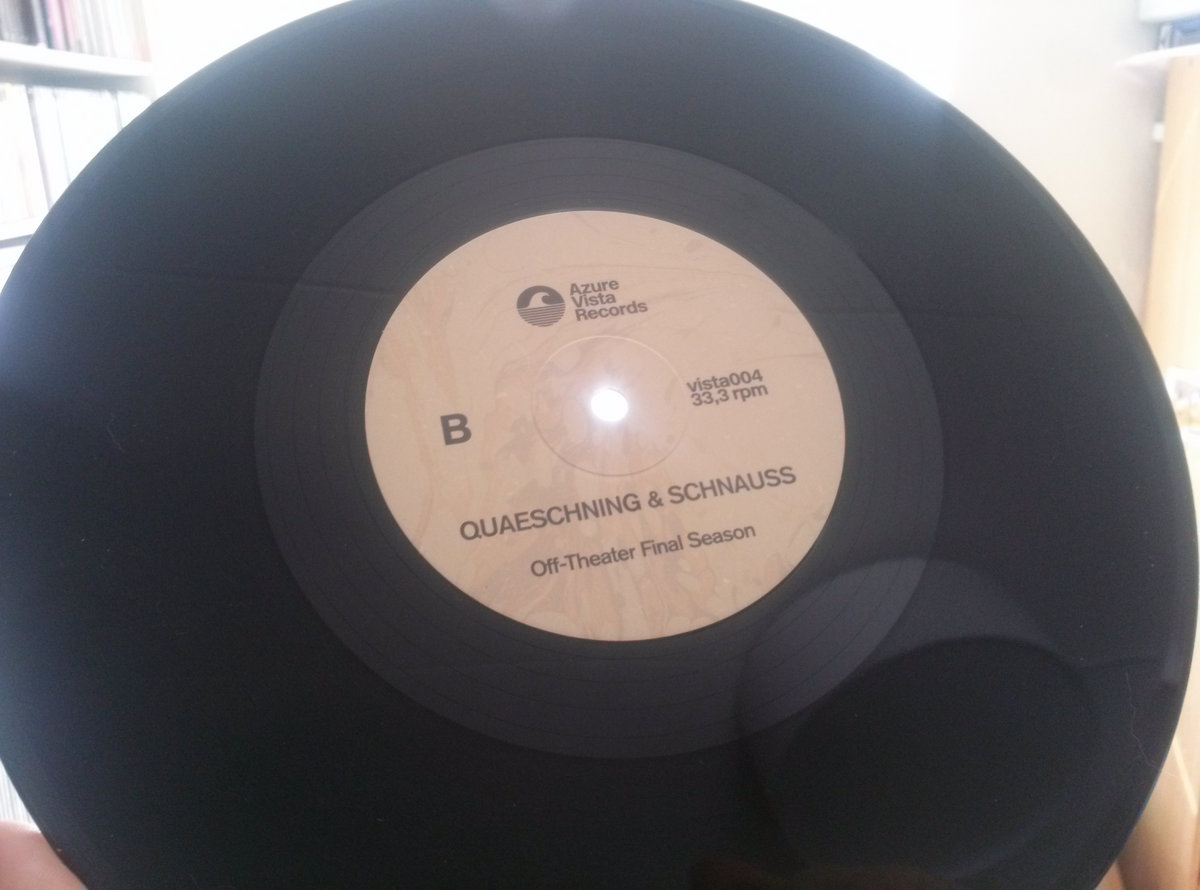 Azure
Vista
Records
vista004
33,3 rpm
B
QUAESCHNING & SCHNAUSS
Off-Theater Final Season